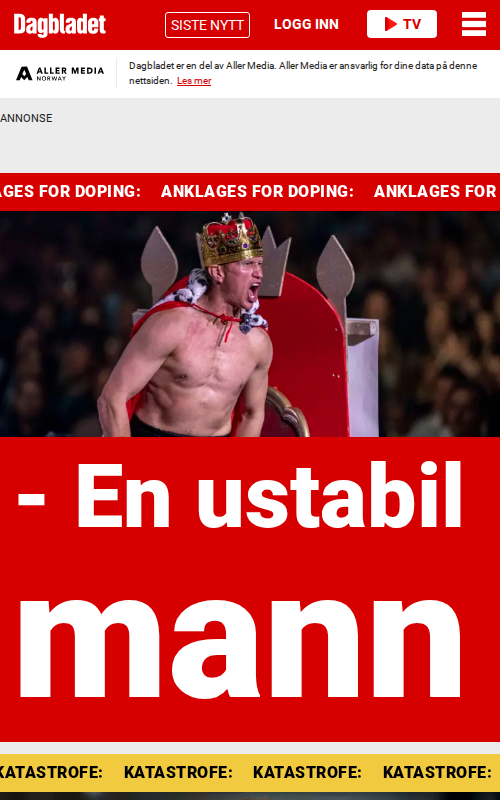 Dagbladet
SISTE NYTT
LOGG INN
TV
ALLER MEDIA
NORWAY
Dagbladet er en del av Aller Media. Aller Media er ansvarlig for dine data på denne
nettsiden. Les mer
ANNONSE
AGES FOR DOPING: ANKLAGES FOR DOPING: ANKLAGES FOR
- En ustabil
mann
KATASTROFE: KATASTROFE: KATASTROFE: KATASTROFE: